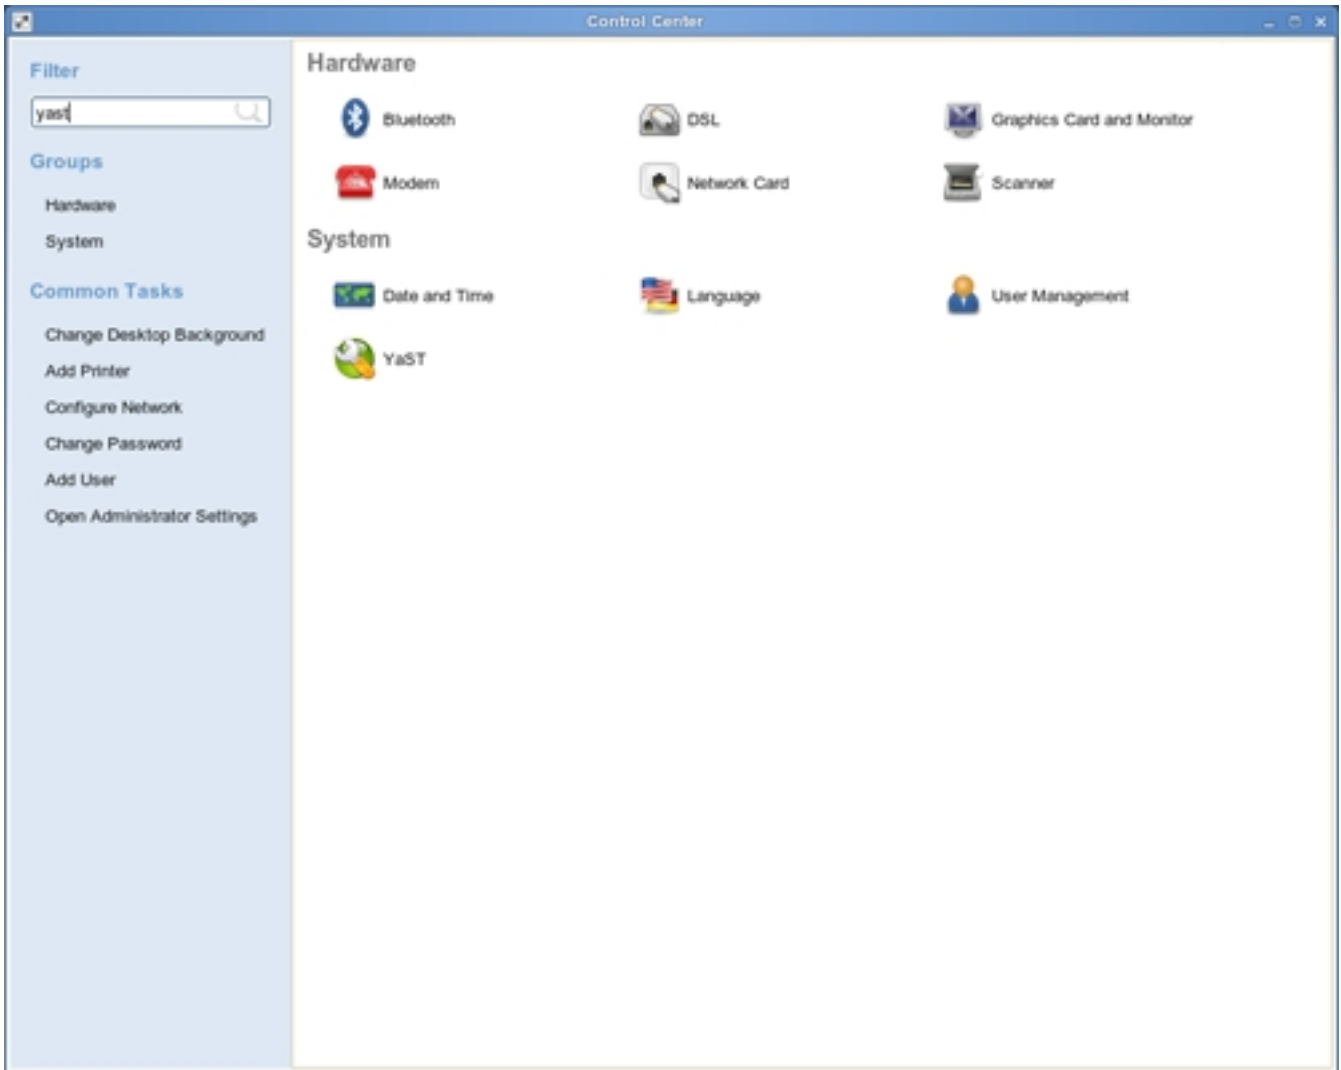 Control Center
Filter
yast
Groups
Hardware
System
Common Tasks
Change Desktop Background
Add Printer
Configure Network
Change Password
Add User
Open Administrator Settings
Hardware
Bluetooth DSL Graphics Card and Monitor
Modem Network Card Scanner
System
Date and Time Language User Management
YaST